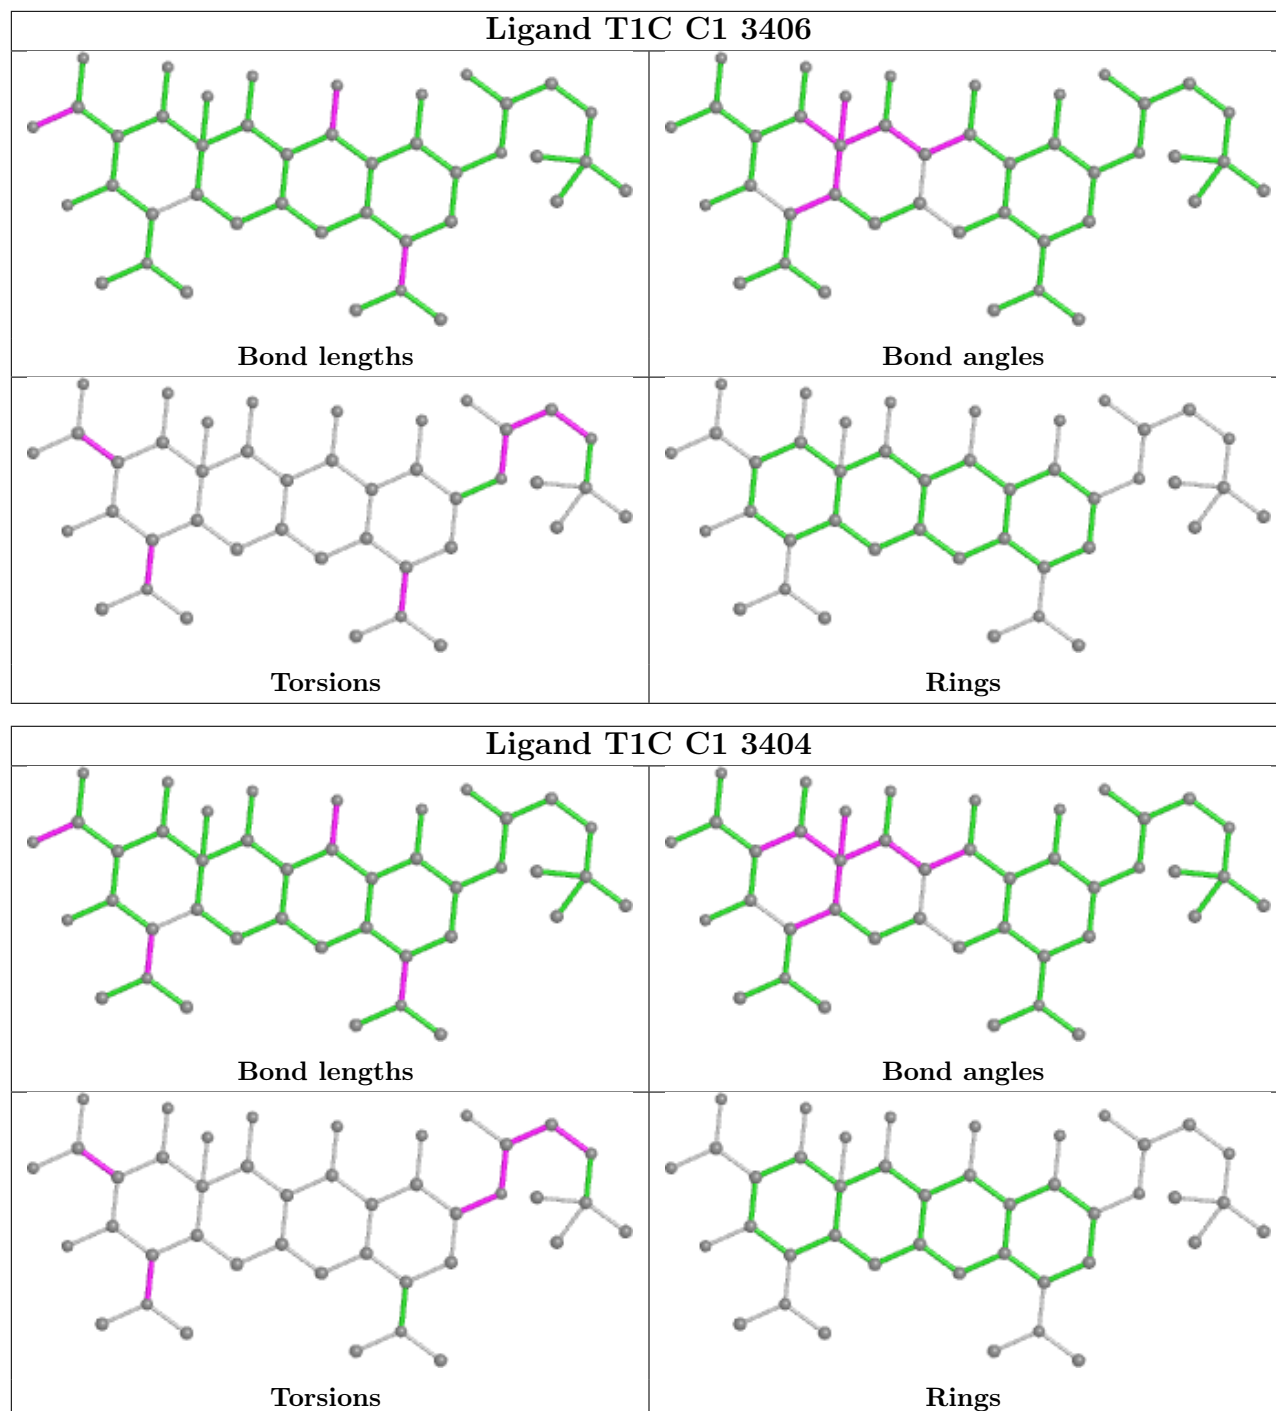 Ligand T1C C1 3406
Bond lengths
Bond angles
Torsions
Rings
Ligand T1C C1 3404
Bond lengths
Bond angles
Torsions
Rings